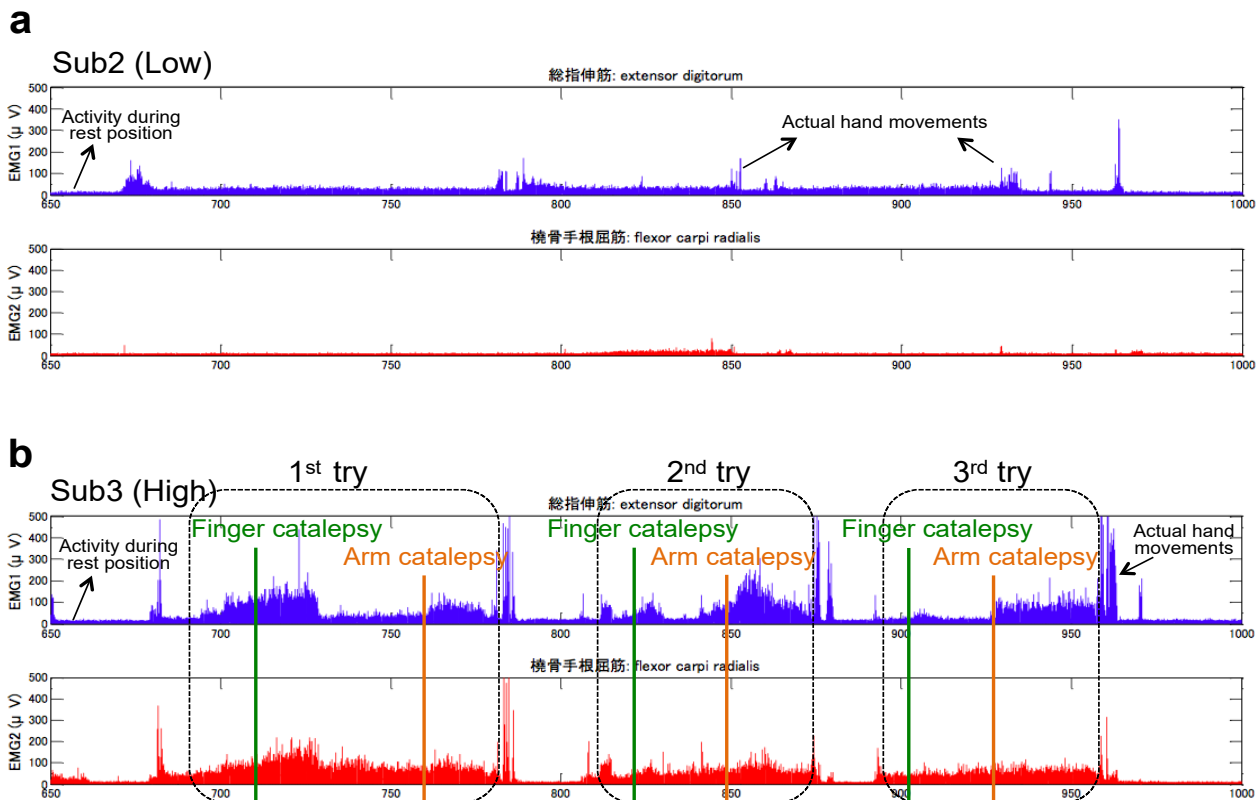 a
Sub2 (Low)
総指伸筋: extensor digitorum
EMG1 (μ V)
500
400
300
200
100
0
Activity during
rest position
Actual hand movements
650 700 750 800 850 900 950 1000
橈骨手根屈筋: flexor carpi radialis
EMG2 (μ V)
500
400
300
200
100
0
650 700 750 800 850 900 950 1000
b
Sub3 (High)
1st try
2nd try
3rd try
総指伸筋: extensor digitorum
EMG1 (μ V)
500
400
300
200
100
0
Finger catalepsy
Finger catalepsy
Finger catalepsy
Activity during
rest position
Arm catalepsy
Arm catalepsy
Arm catalepsy
Actual hand
movements
650 700 750 800 850 900 950 1000
橈骨手根屈筋: flexor carpi radialis
EMG2 (μ V)
500
400
300
200
100
0
650 700 750 800 850 900 950 1000